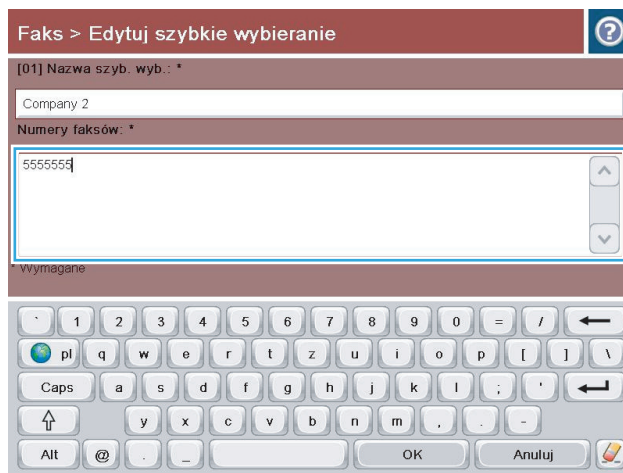 Faks > Edytuj szybkie wybieranie
[01] Nazwa szyb. wyb.: *
Company 2
Numery faksów: *
5555555
* Wymagane
` 1 2 3 4 5 6 7 8 9 0 = /
pl q w e r t z u i o p [ ] \
Caps a s d f g h j k l ; '
y x c v b n m , . -
Alt @ . _ OK Anuluj